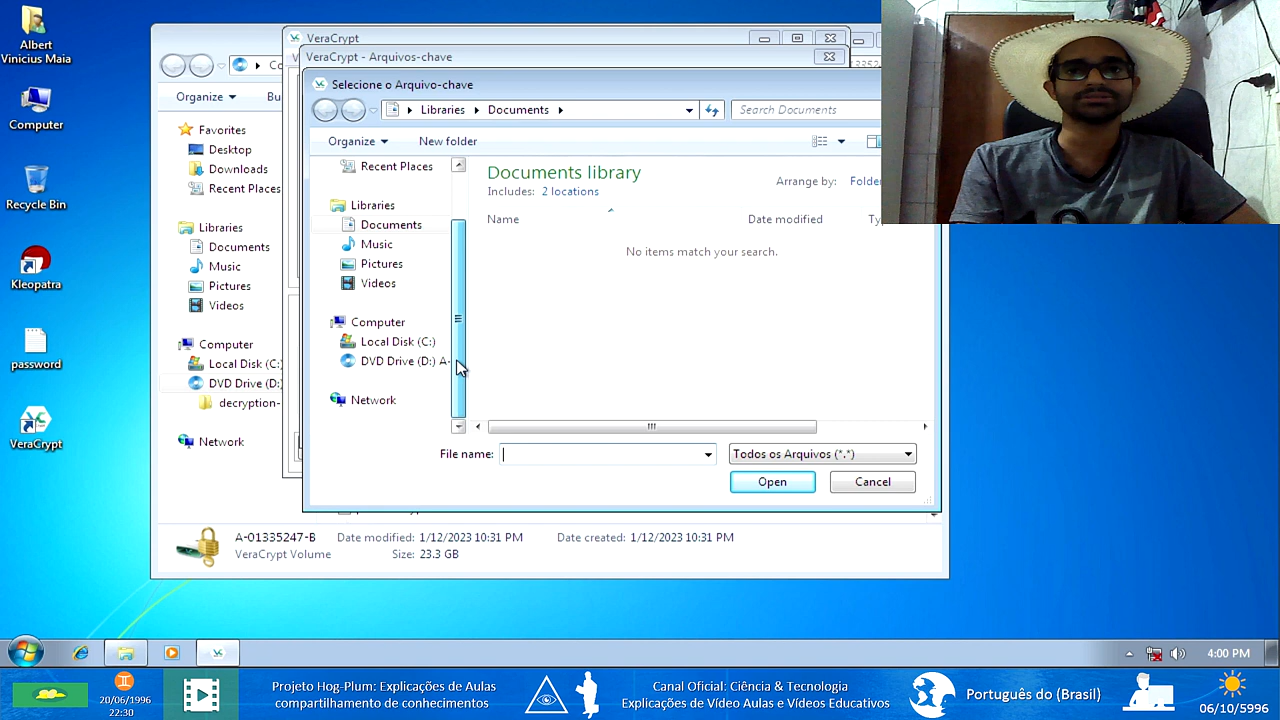 Albert
Vinicius Maia
Computer
Recycle Bin
Kleopatra
password
VeraCrypt
Organize
Bu
Favorites
Desktop
Downloads
Recent Places
Libraries
Documents
Music
Pictures
Videos
Computer
Local Disk (C:
DVD Drive (D:
decryption-
Network
VeraCrypt
VeraCrypt - Arquivos-chave
Selecione o Arquivo-chave
Libraries
Documents
Search Documents
Organize
New folder
Recent Places
Libraries
Documents
Music
Pictures
Videos
Computer
Local Disk (C:)
DVD Drive (D:) A-
Network
Documents library
Includes: 2 locations
Arrange by: Folder
Name
Date modified
Ty
No items match your search.
File name:
Todos os Arquivos (*.*)
Open
Cancel
A-01335247-B
Date modified: 1/12/2023 10:31 PM
Date created: 1/12/2023 10:31 PM
VeraCrypt Volume
Size: 23.3 GB
4:00 PM
20/06/1996
22:30
Projeto Hog-Plum: Explicações de Aulas
compartilhamento de conhecimentos
Canal Oficial: Ciência & Tecnologia
Explicações de Vídeo Aulas e Vídeos Educativos
Português do (Brasil)
06/10/5996